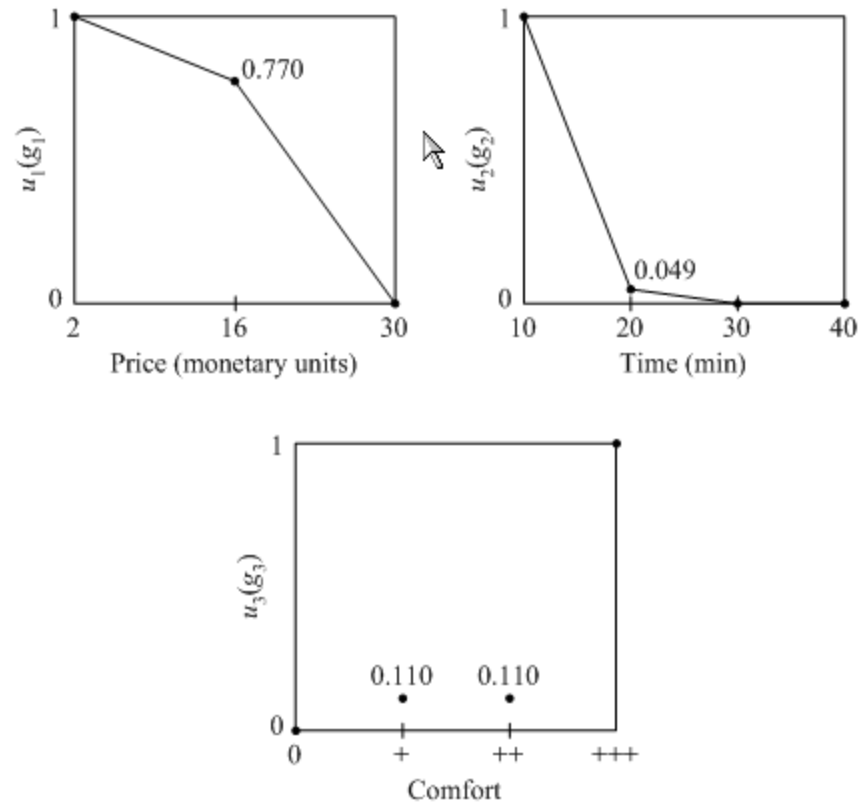 1
0.770
u1(g1)
0
2 16 30
Price (monetary units)
1
u2(g2)
0.049
0
10 20 30 40
Time (min)
1
u3(g3)
0.110 0.110
0
0 + ++ +++
Comfort